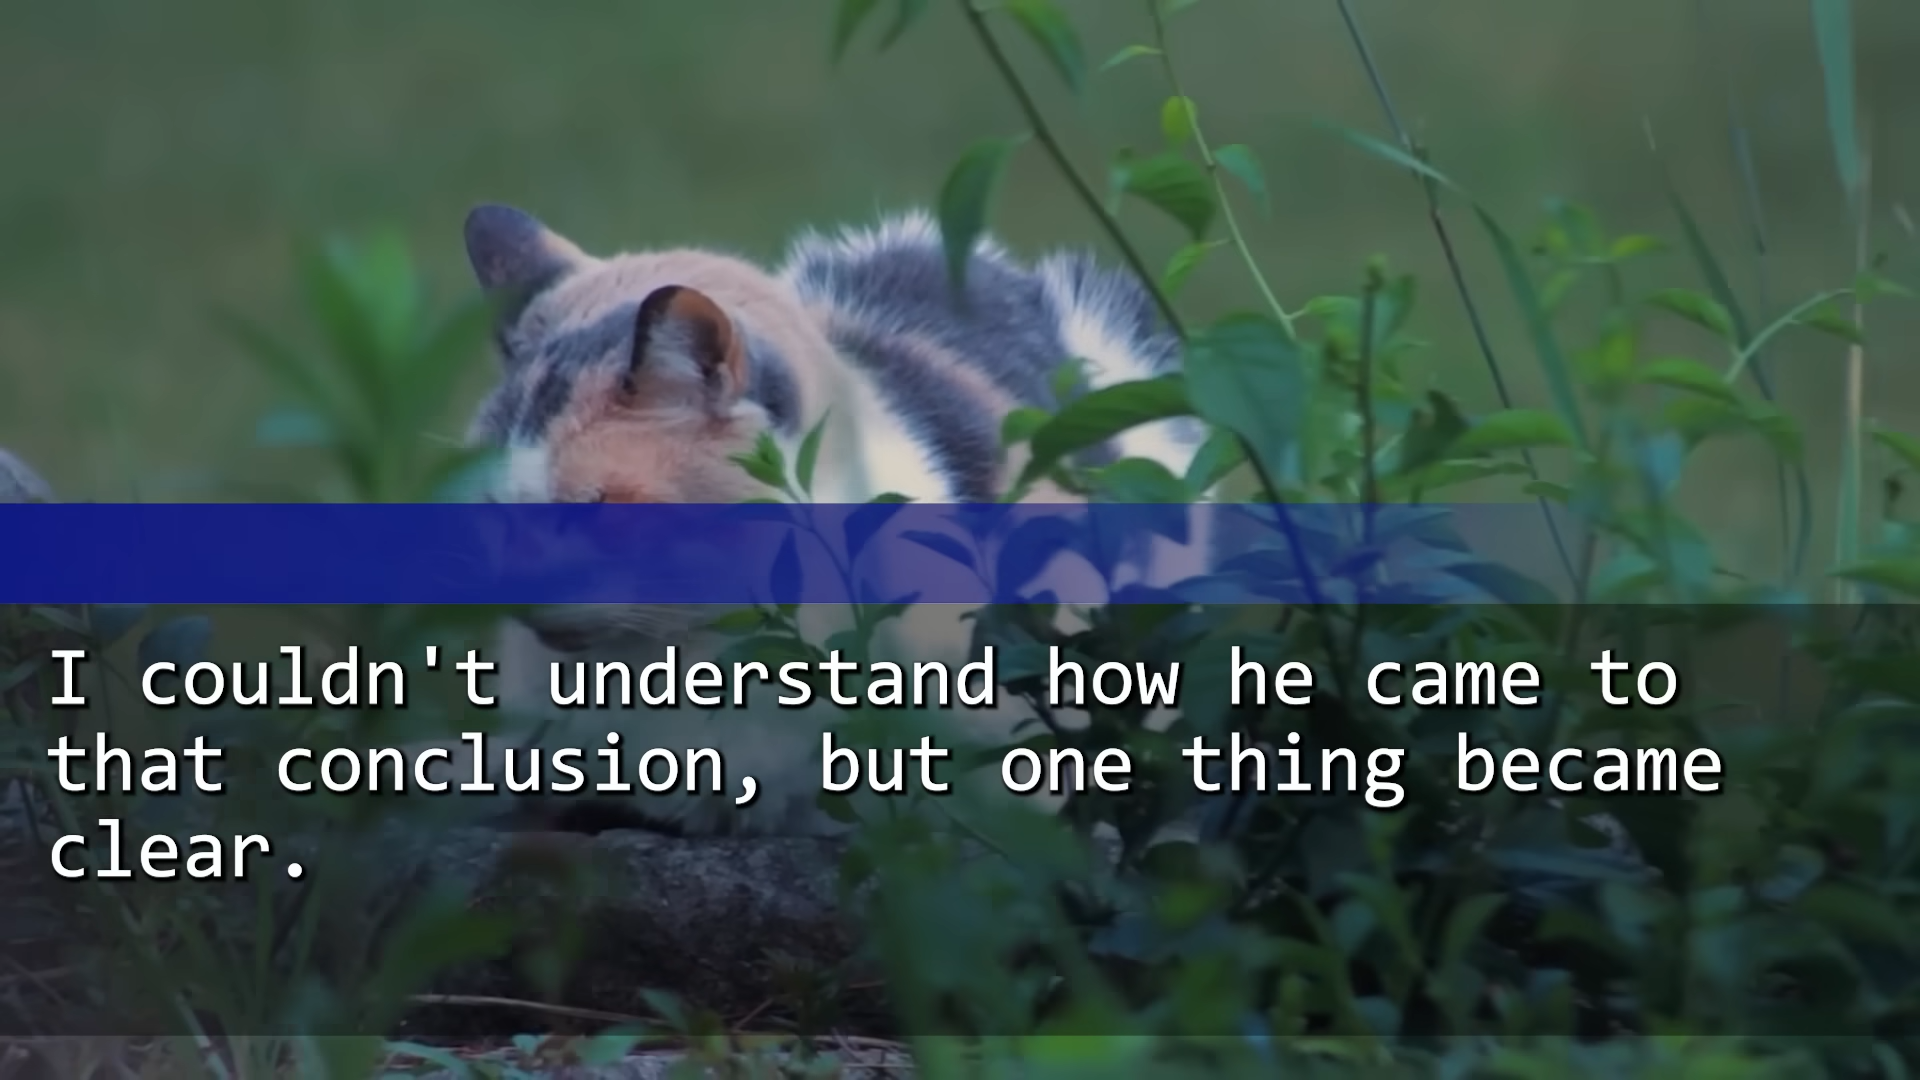 I couldn't understand how he came to
that conclusion, but one thing became
clear.